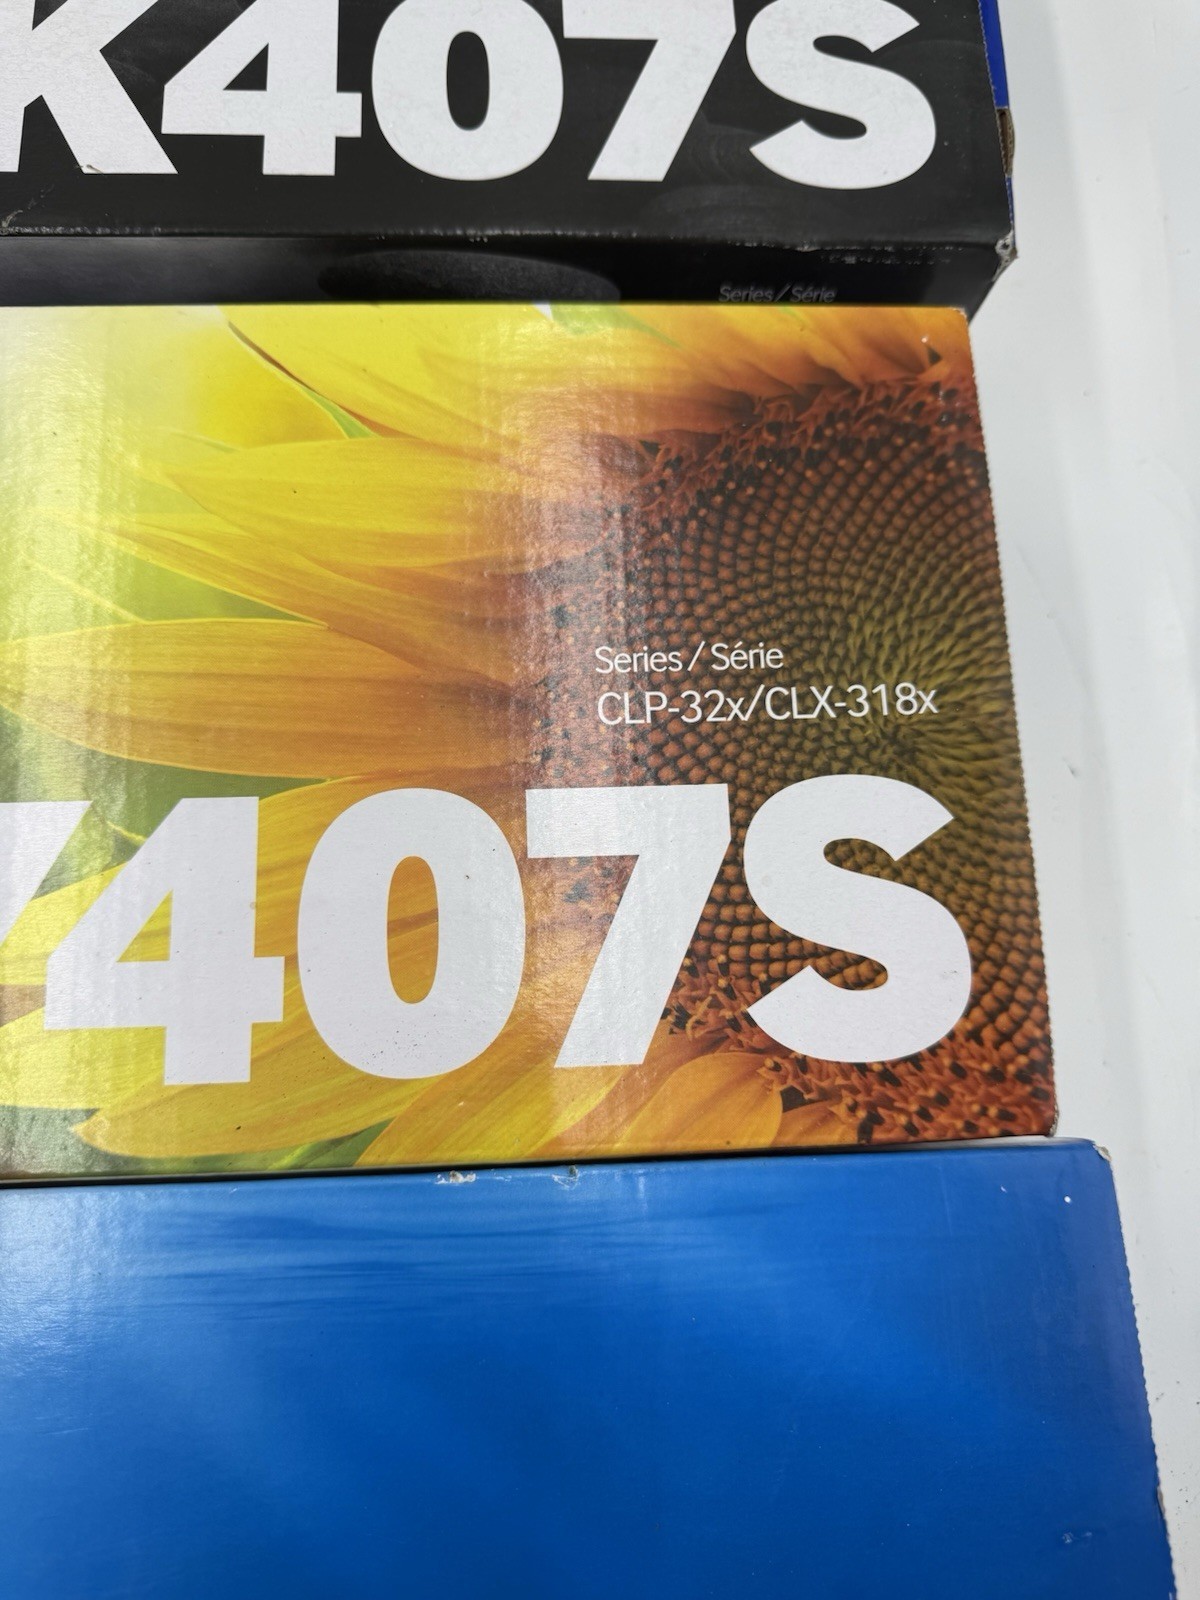 K407S
Series / Série
Series / Série
CLP-32x/CLX-318x
Y407S